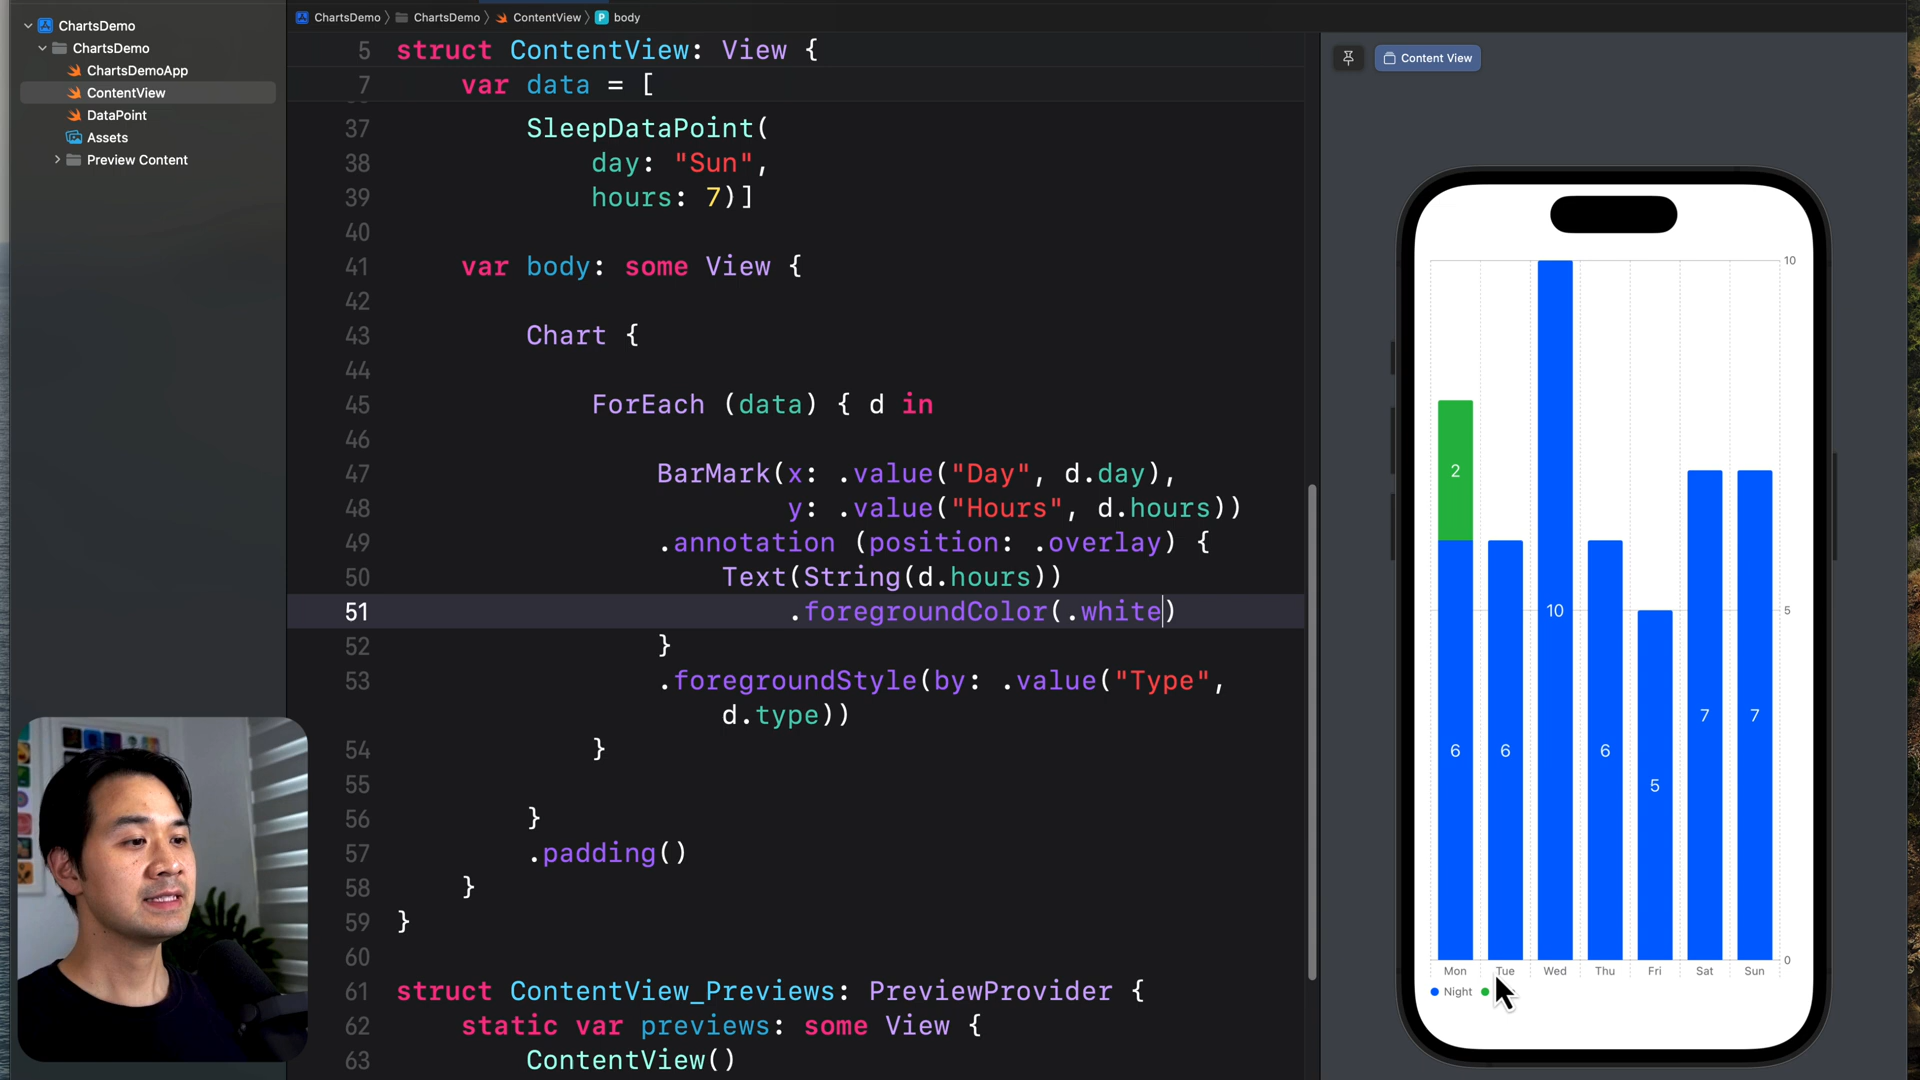 ChartsDemo
ChartsDemo
ChartsDemoApp
ContentView
DataPoint
Assets
Preview Content
ChartsDemo ChartsDemo ContentView P body
5 struct ContentView: View {
7 var data = [
37 SleepDataPoint(
38 day: "Sun",
39 hours: 7)]
40
41 var body: some View {
42
43 Chart {
44
45 ForEach (data) { d in
46
47 BarMark(x: .value("Day", d.day),
48 y: .value("Hours", d.hours))
49 .annotation (position: .overlay) {
50 Text(String(d.hours))
51 .foregroundColor(.white)
52 }
53 .foregroundStyle(by: .value("Type",
d.type))
54 }
55
56 }
57 .padding()
58 }
59 }
60
61 struct ContentView_Previews: PreviewProvider {
62 static var previews: some View {
63 ContentView()
Content View
10
2
10 5
7 7
6 6 6
5
0
Mon Tue Wed Thu Fri Sat Sun
Night